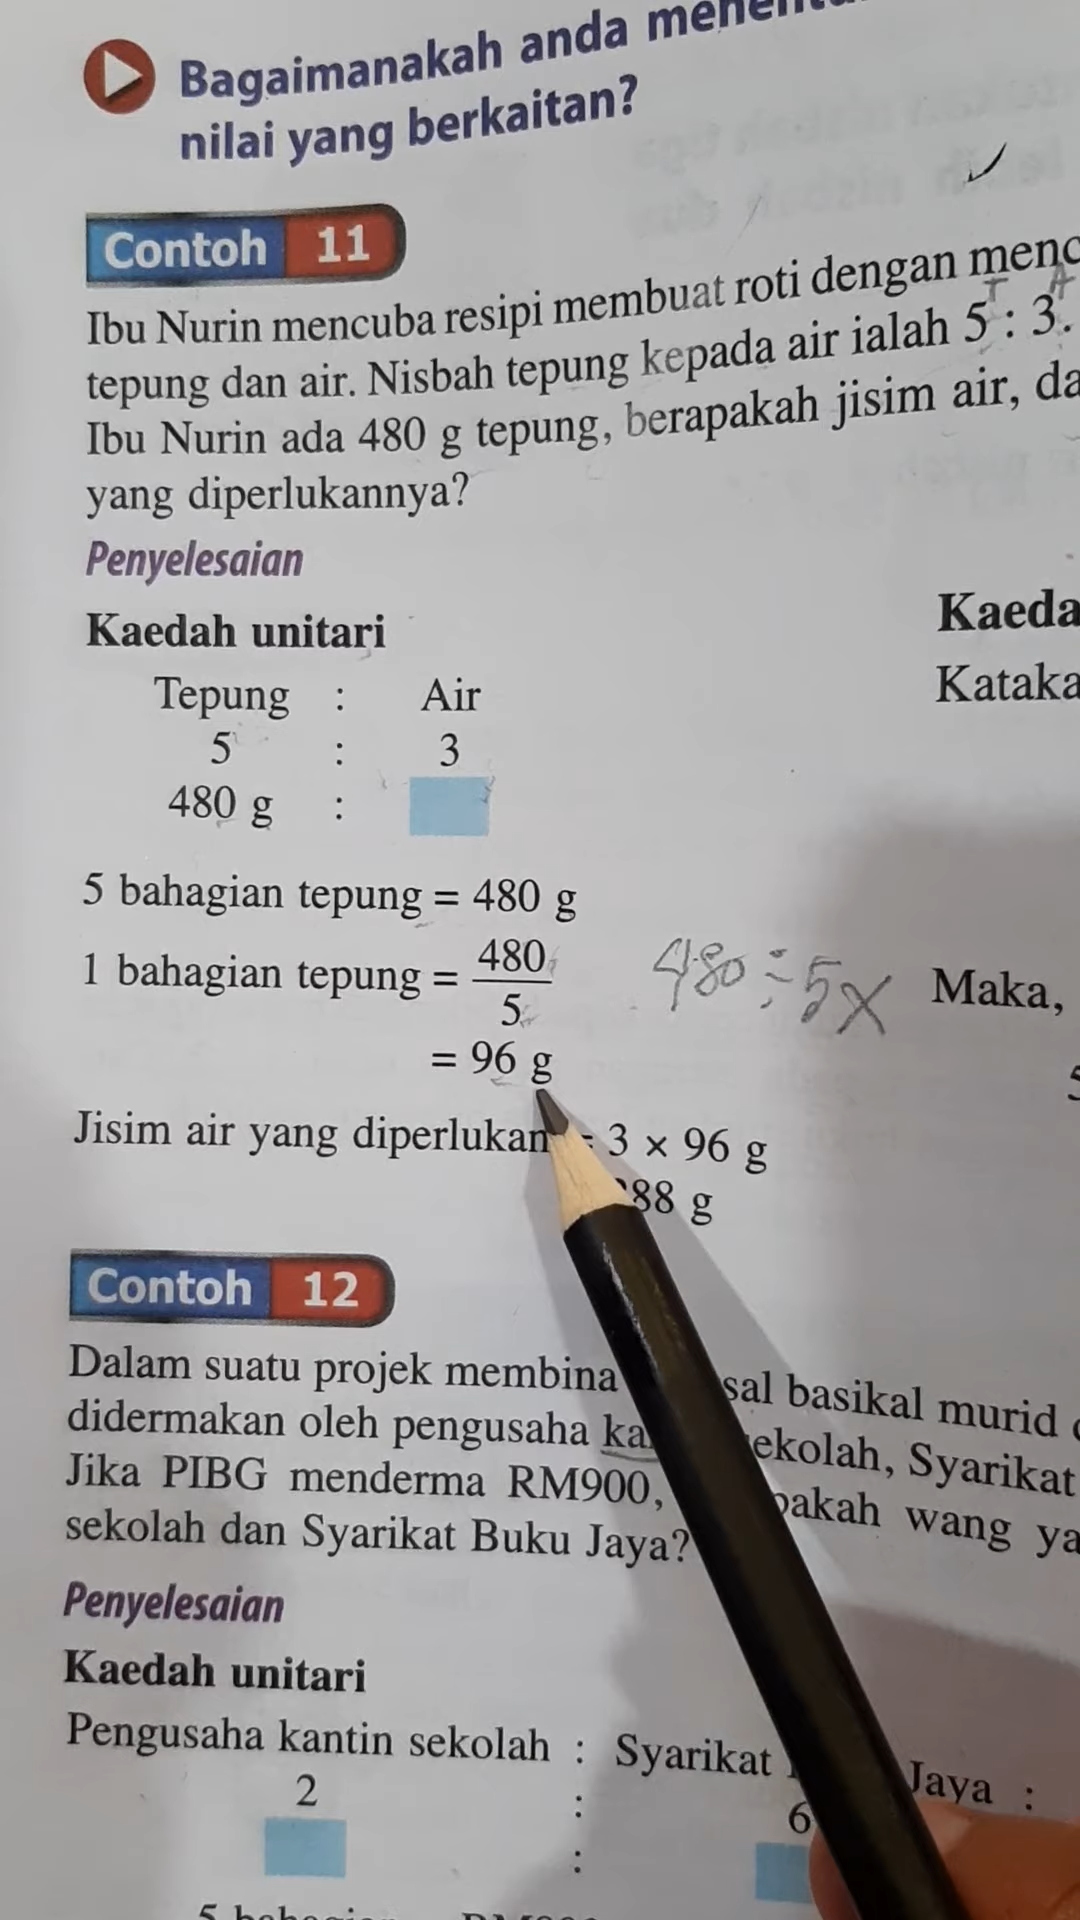 Bagaimanakah anda
nilai yang berkaitan?
Contoh 11
Ibu Nurin mencuba resipi membuat roti dengan
T A
tepung dan air. Nisbah tepung kepada air ialah 5 : 3.
Ibu Nurin ada 480 g tepung, berapakah jisim air,
yang diperlukannya?
Penyelesaian
Kaedah unitari
Tepung : Air
5 : 3
480 g :
Kataka
5 bahagian tepung = 480 g
1 bahagian tepung = 480
5
480 ÷ 5 X
= 96 g
Maka,
Jisim air yang diperlukan = 3 × 96 g
88 g
Contoh 12
Dalam suatu projek membina sal basikal murid
didermakan oleh pengusaha ka ekolah, Syarikat
Jika PIBG menderma RM900, pakah wang ya
sekolah dan Syarikat Buku Jaya?
Penyelesaian
Kaedah unitari
Pengusaha kantin sekolah : Syarikat Jaya :
2 : 6
: